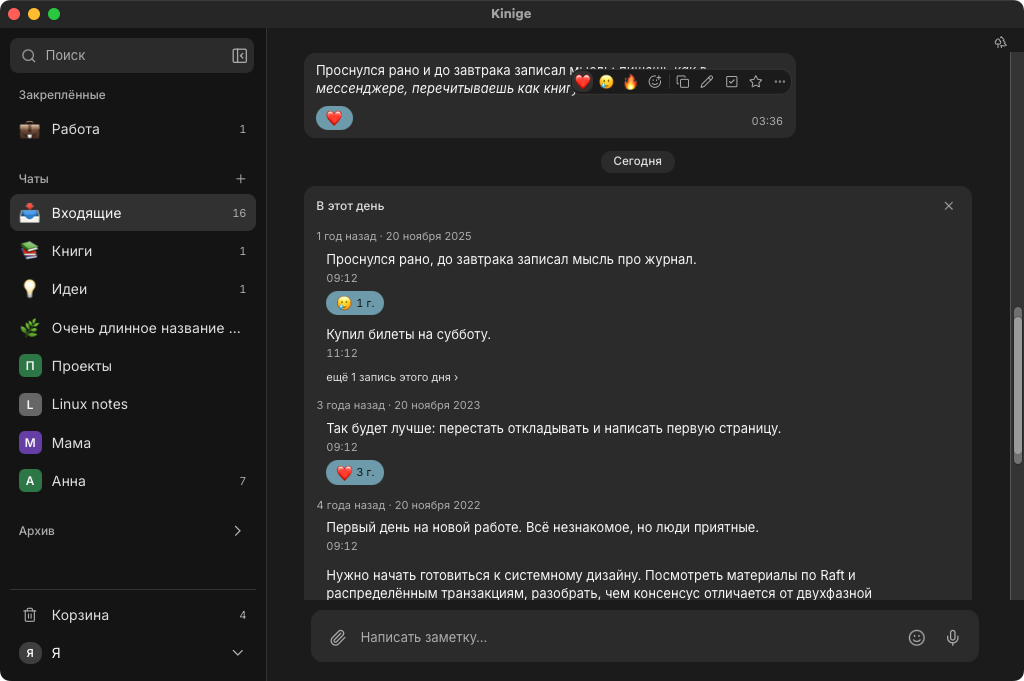 Kinige
Поиск
Закреплённые
Работа 1
Чаты
Входящие 16
Книги 1
Идеи 1
Очень длинное название ...
П Проекты
L Linux notes
М Мама
А Анна 7
Архив
Корзина 4
Я Я
Проснулся рано и до завтрака записал
мессенджере, перечитываешь как книгу
03:36
Сегодня
В этот день
1 год назад · 20 ноября 2025
Проснулся рано, до завтрака записал мысль про журнал.
09:12
1 г.
Купил билеты на субботу.
11:12
ещё 1 запись этого дня ›
3 года назад · 20 ноября 2023
Так будет лучше: перестать откладывать и написать первую страницу.
09:12
3 г.
4 года назад · 20 ноября 2022
Первый день на новой работе. Всё незнакомое, но люди приятные.
09:12
Нужно начать готовиться к системному дизайну. Посмотреть материалы по Raft и
распределённым транзакциям, разобрать, чем консенсус отличается от двухфазной
Написать заметку...